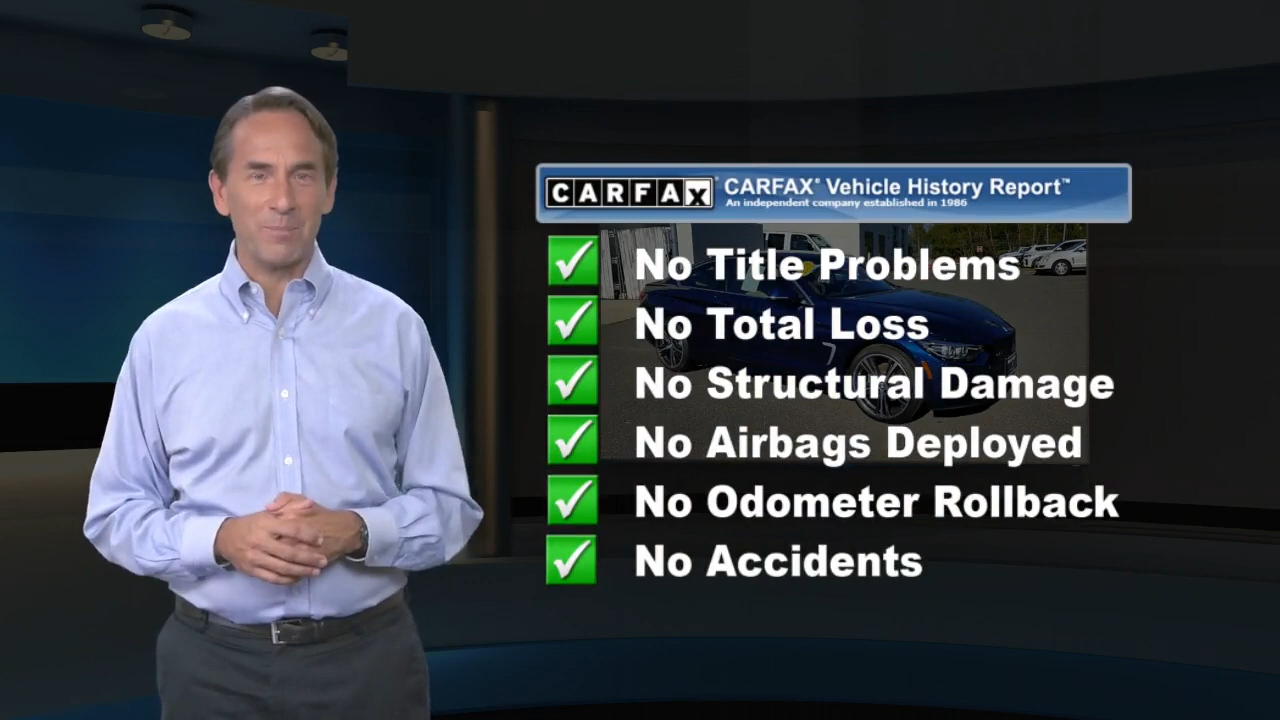 CARFAX® CARFAX® Vehicle History Report™
An independent company established in 1986
No Title Problems
No Total Loss
No Structural Damage
No Airbags Deployed
No Odometer Rollback
No Accidents